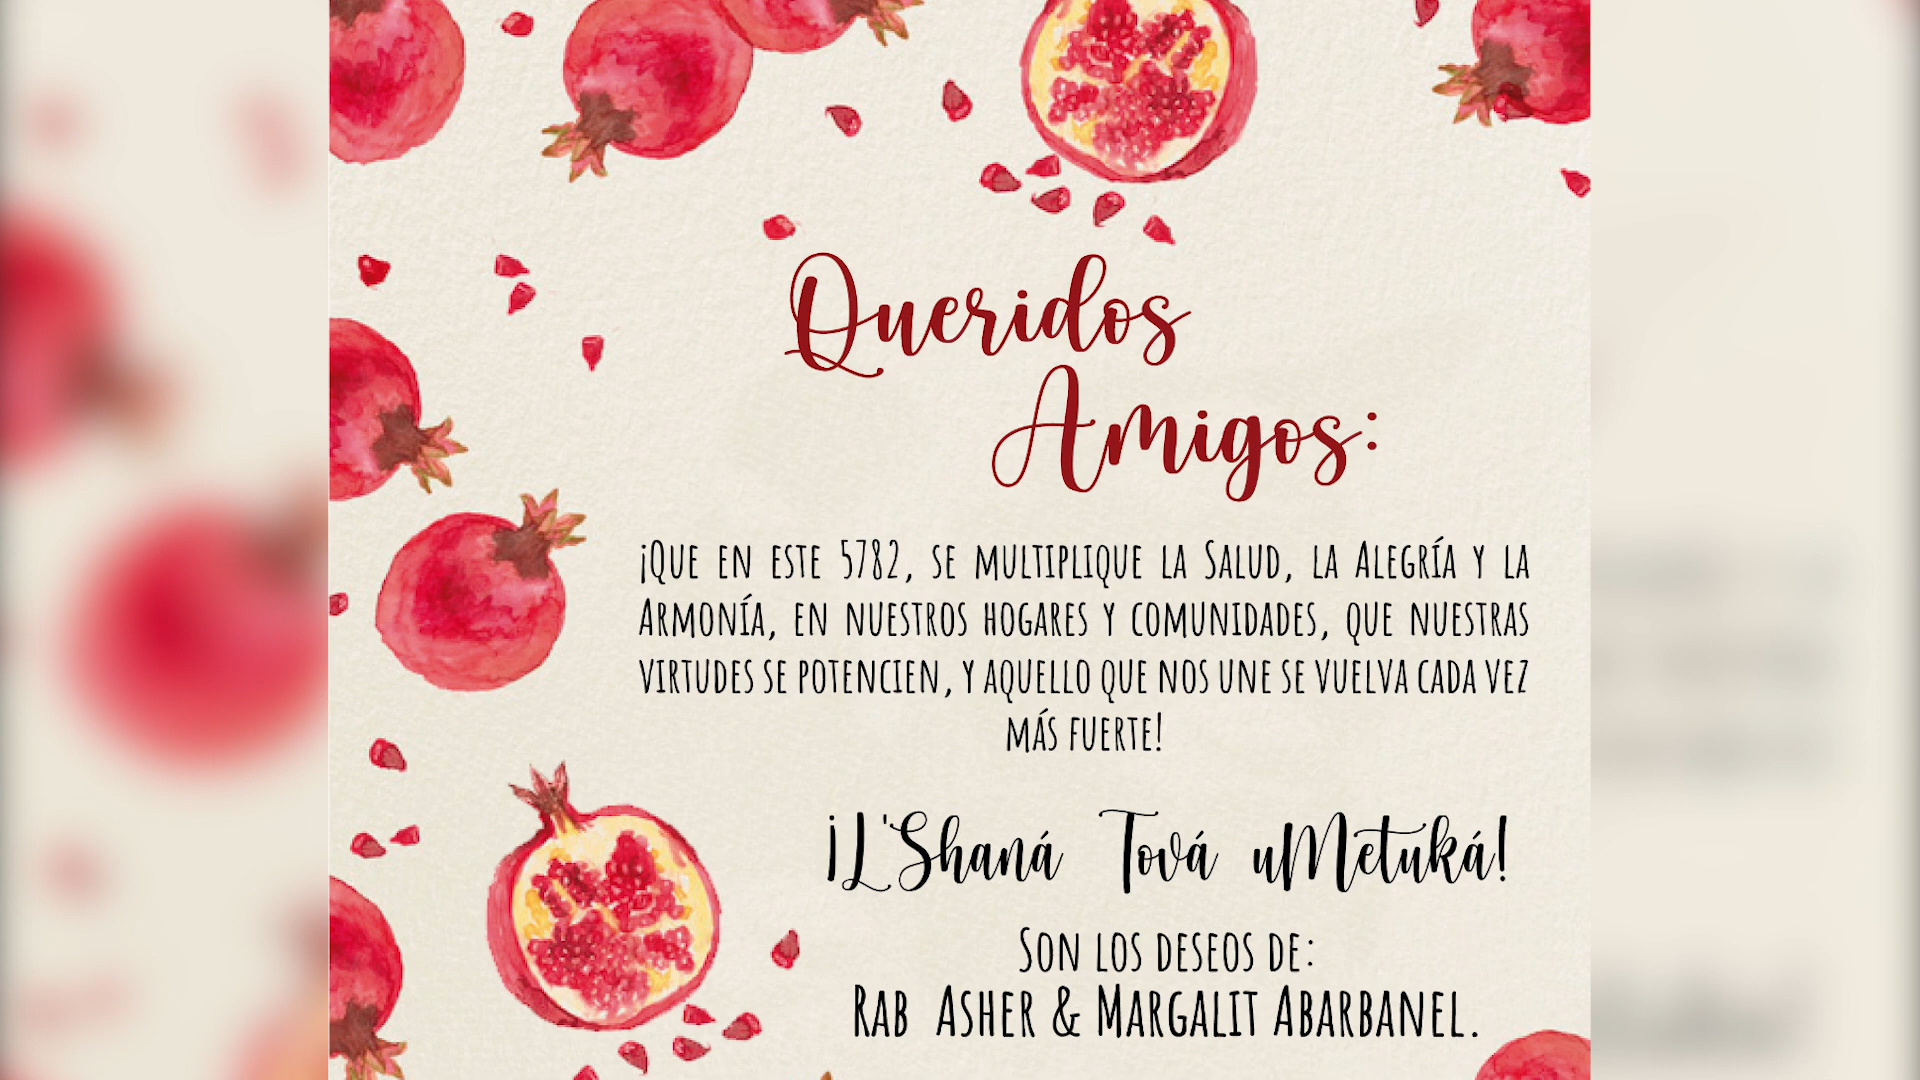 Queridos
Amigos:
¡Que en este 5782, se multiplique la Salud, la Alegría y la
Armonía, en nuestros hogares y comunidades, que nuestras
virtudes se potencien, y aquello que nos une se vuelva cada vez
más fuerte!
¡L'Shaná Tová uMetuká!
Son los deseos de:
Rab Asher & Margalit Abarbanel.